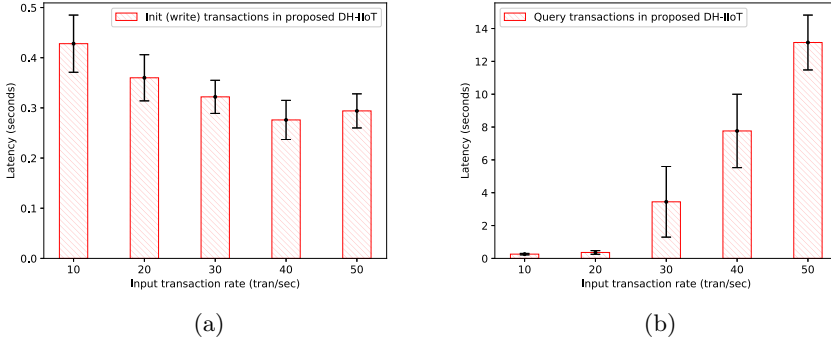 Init (write) transactions in proposed DH-IIoT
0.5
0.4
0.3
0.2
0.1
0.0
Latency (seconds)
10 20 30 40 50
Input transaction rate (tran/sec)
(a)
Query transactions in proposed DH-IIoT
14
12
10
8
6
4
2
0
Latency (seconds)
10 20 30 40 50
Input transaction rate (tran/sec)
(b)